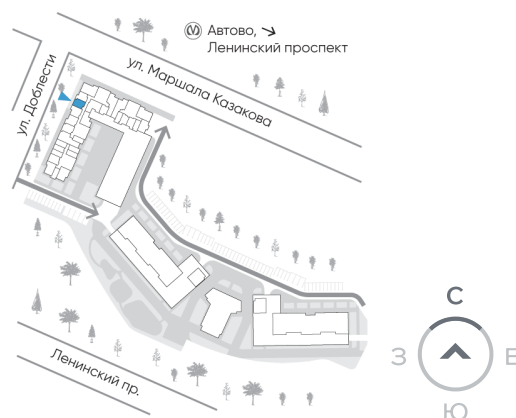 Автово, ↘
Ленинский проспект
ул. Маршала Казакова
ул. Доблести
Ленинский пр.
С
З
В
Ю